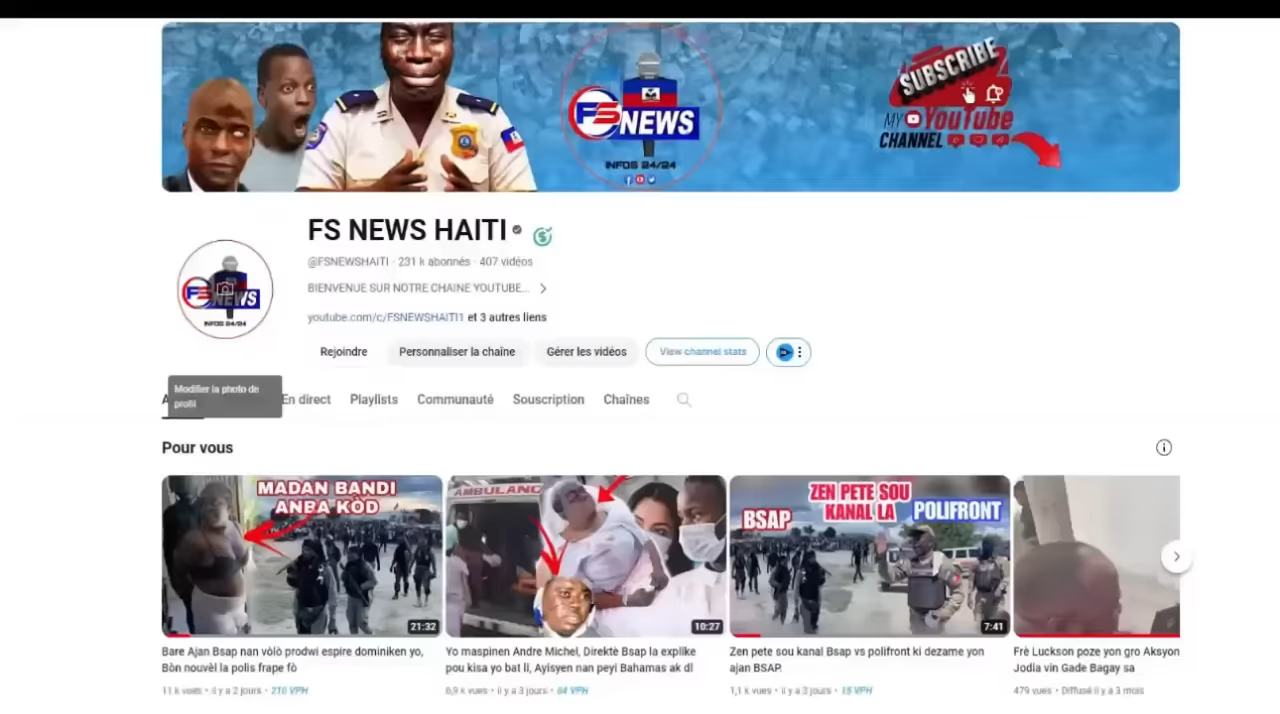 SUBSCRIBE
MY YouTube
CHANNEL
FS NEWS
INFOS 24/24
FS NEWS HAITI
@FSNEWSHAITI · 231 k abonnés · 407 vidéos
BIENVENUE SUR NOTRE CHAINE YOUTUBE...
youtube.com/c/FSNEWSHAITI1 et 3 autres liens
FS NEWS
INFOS 24/24
Rejoindre Personnaliser la chaîne Gérer les vidéos View channel stats
Modifier la photo de
profil
En direct Playlists Communauté Souscription Chaînes
Pour vous
MADAN BANDI
ANBA KÒD
21:32
AMBULANC
10:27
ZEN PETE SOU
KANAL LA
BSAP
POLIFRONT
7:41
Bare Ajan Bsap nan vòlò prodwi espire dominiken yo,
Bòn nouvèl la polis frape fò
11 k vues · il y a 2 jours · 210 VPH
Yo maspinen Andre Michel, Direktè Bsap la explike
pou kisa yo bat li, Ayisyen nan peyi Bahamas ak dl
6,9 k vues · il y a 3 jours · 84 VPH
Zen pete sou kanal Bsap vs polifront ki dezame yon
ajan BSAP.
1,1 k vues · il y a 3 jours · 15 VPH
Frè Luckson poze yon gro Aksyon
Jodia vin Gade Bagay sa
479 vues · Diffusé il y a 3 mois